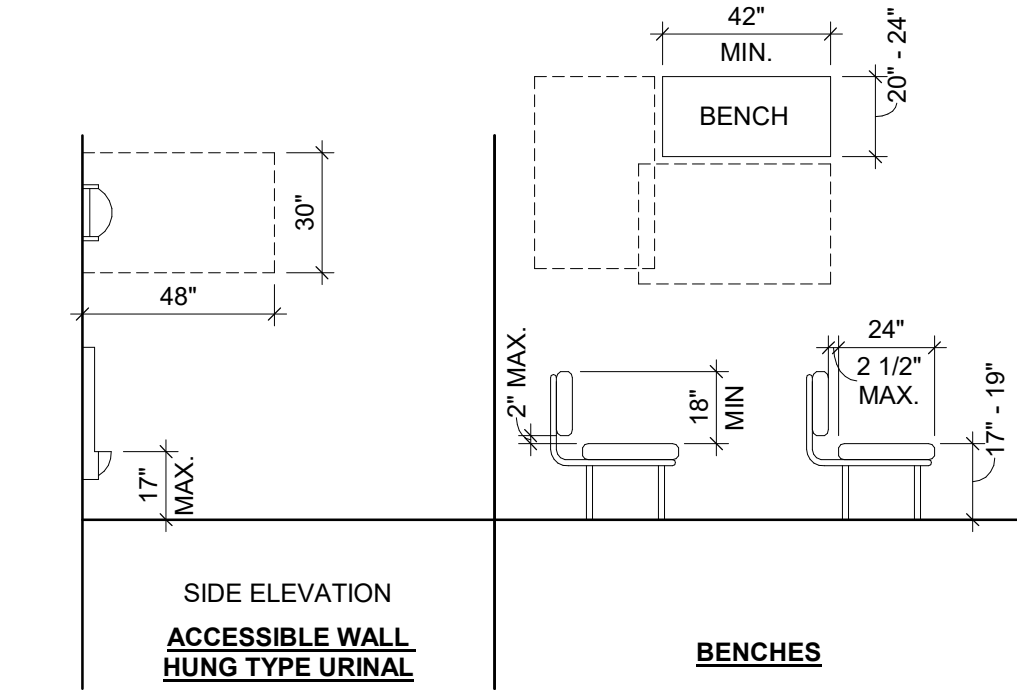 42"
MIN.
20" - 24"
BENCH
30"
48"
17"
MAX.
SIDE ELEVATION
ACCESSIBLE WALL
HUNG TYPE URINAL
2" MAX.
18"
MIN
24"
2 1/2"
MAX.
17" - 19"
BENCHES